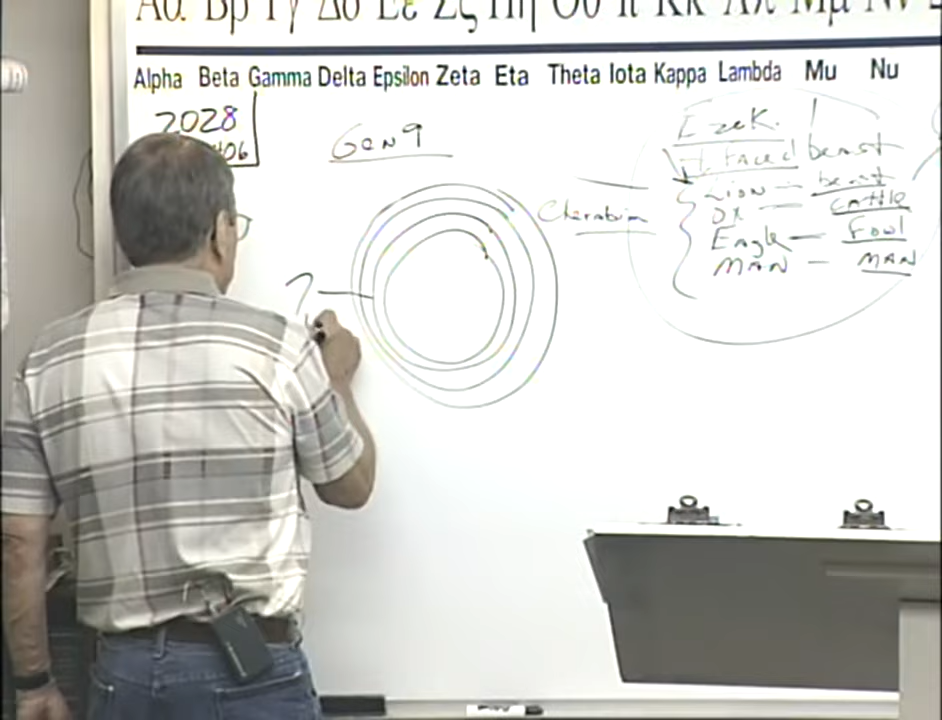 Αα Ββ Γγ Δδ Εε Ζζ Ηη Θθ Ιι Κκ Λλ Μμ Νν
Alpha Beta Gamma Delta Epsilon Zeta Eta Theta Iota Kappa Lambda Mu Nu
2028
06
Gen 9
Ezek. 1
4 FACED beast
Cherubim
Lion - beast
Ox - cattle
Eagle - Fowl
MAN - MAN
?